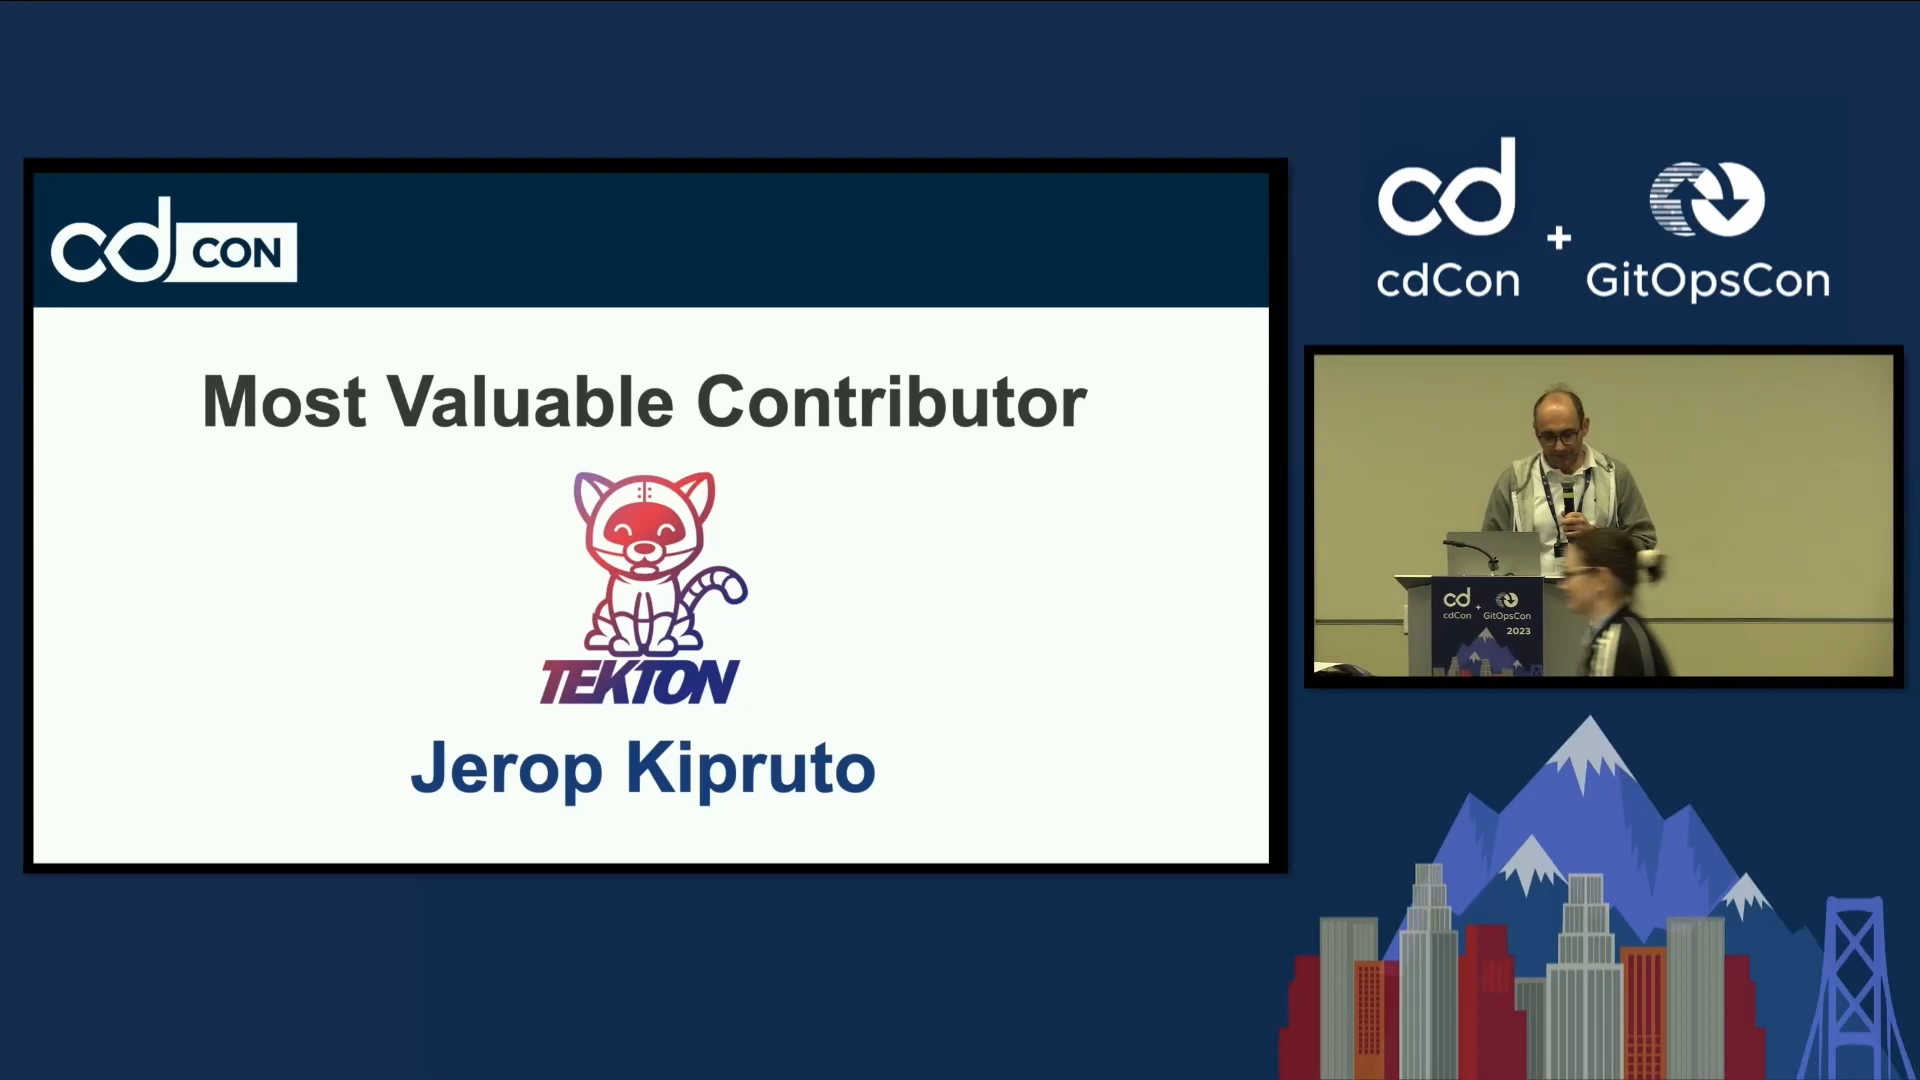 cd CON
Most Valuable Contributor
TEKTON
Jerop Kipruto
cd
+
cdCon
GitOpsCon
cd
+
cdCon
GitOpsCon
2023